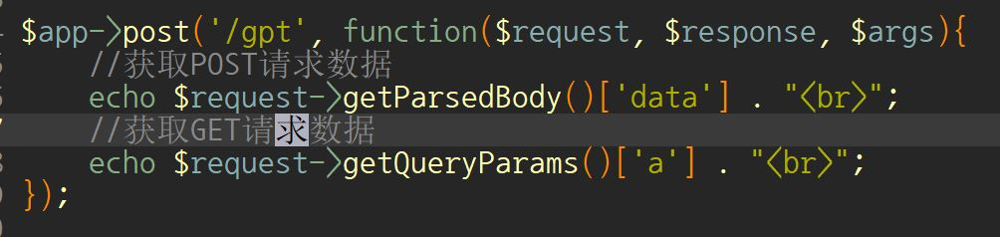 $app->post('/gpt', function($request, $response, $args){
//获取POST请求数据
echo $request->getParsedBody()['data'] . "<br>";
//获取GET请求数据
echo $request->getQueryParams()['a'] . "<br>";
});